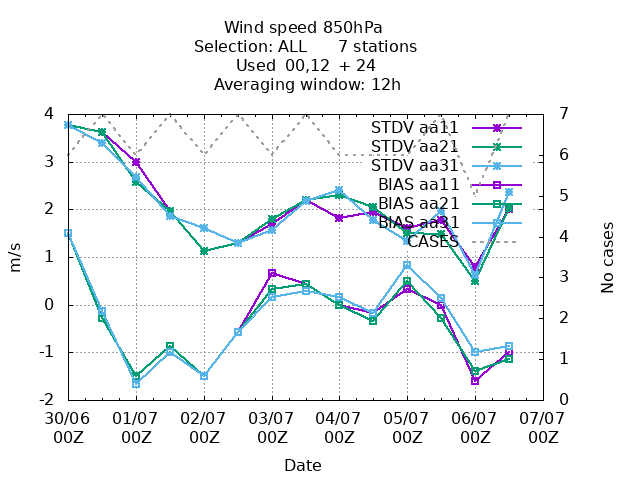 Wind speed 850hPa
Selection: ALL 7 stations
Used 00,12 + 24
Averaging window: 12h
4
3
2
1
0
-1
-2
m/s
7
6
5
4
3
2
1
0
No cases
STDV aa11
STDV aa21
STDV aa31
BIAS aa11
BIAS aa21
BIAS aa31
CASES
30/06 01/07 02/07 03/07 04/07 05/07 06/07 07/07
00Z 00Z 00Z 00Z 00Z 00Z 00Z 00Z
Date